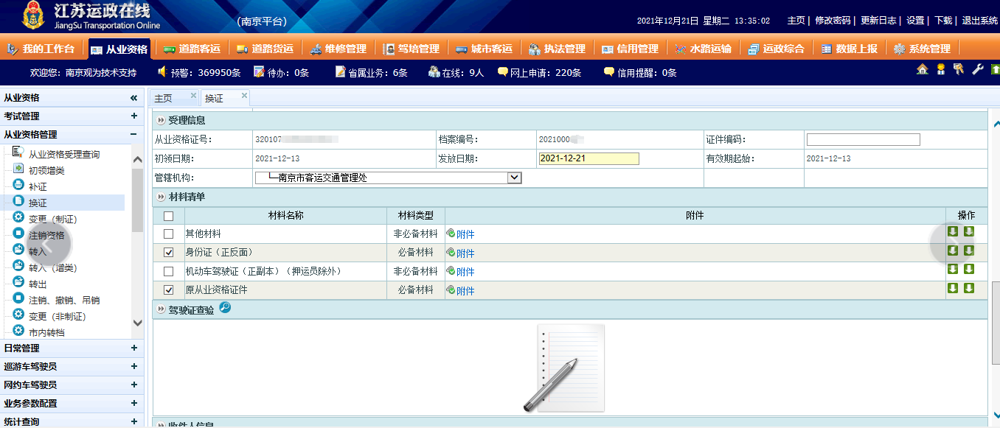 江苏运政在线
JiangSu Transportation Online
(南京平台)
2021年12月21日 星期二 13:35:02 主页| 修改密码| 更新日志| 设置| 下载| 退出系统
我的工作台 从业资格 道路客运 道路货运 维修管理 驾培管理 城市客运 执法管理 信用管理 水路运输 运政综合 数据上报 系统管理
欢迎您: 南京观为技术支持 预警: 369950条 待办: 0条 省属业务: 6条 在线: 9人 网上申请: 220条 信用提醒: 0条
从业资格 «
考试管理 +
从业资格管理 −
从业资格受理查询
初领增类
补证
换证
变更（制证）
注销资格
转入
转入（增类）
转出
注销、撤销、吊销
变更（非制证）
市内转档
日常管理 +
巡游车驾驶员 +
网约车驾驶员 +
业务参数配置 +
统计查询 +
主页 × 换证 ×
受理信息
从业资格证号: 320107 档案编号: 2021000 证件编码:
初领日期: 2021-12-13 发放日期: 2021-12-21 有效期起始: 2021-12-13
管辖机构: └─南京市客运交通管理处
材料清单
材料名称 材料类型 附件 操作
其他材料 非必备材料 附件
身份证（正反面） 必备材料 附件
机动车驾驶证（正副本）（押运员除外） 非必备材料 附件
原从业资格证件 必备材料 附件
驾驶证查验
收件人信息